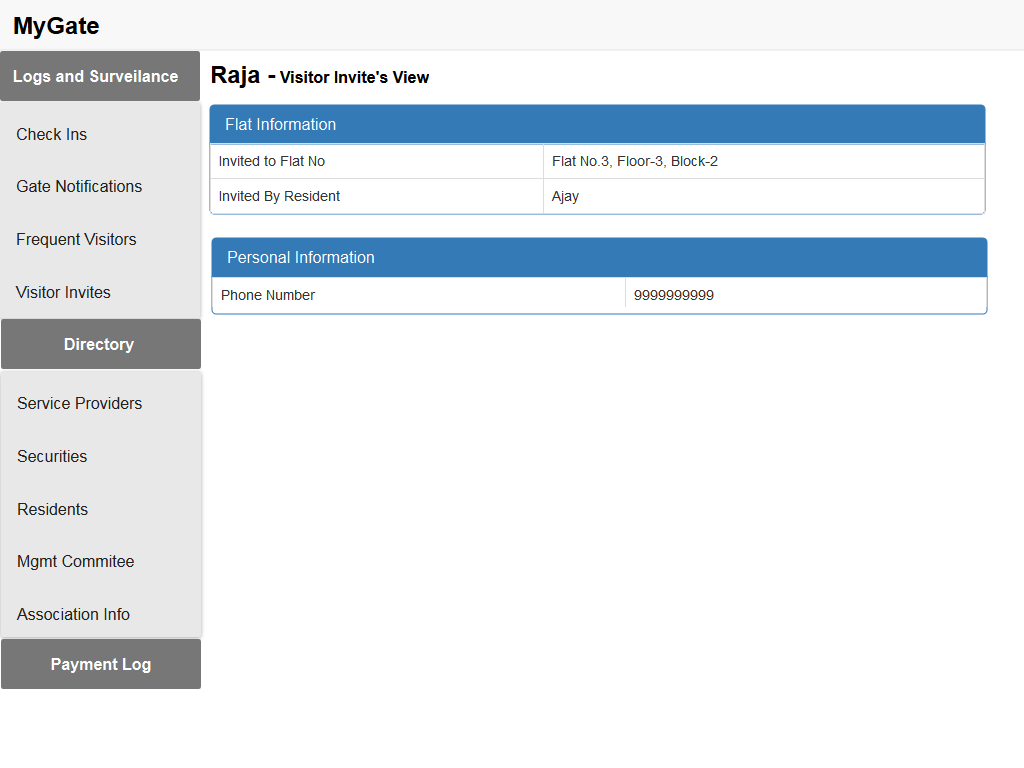 MyGate
Logs and Surveilance
Check Ins
Gate Notifications
Frequent Visitors
Visitor Invites
Directory
Service Providers
Securities
Residents
Mgmt Commitee
Association Info
Payment Log
Raja - Visitor Invite's View
Flat Information
Invited to Flat No Flat No.3, Floor-3, Block-2
Invited By Resident Ajay
Personal Information
Phone Number 9999999999